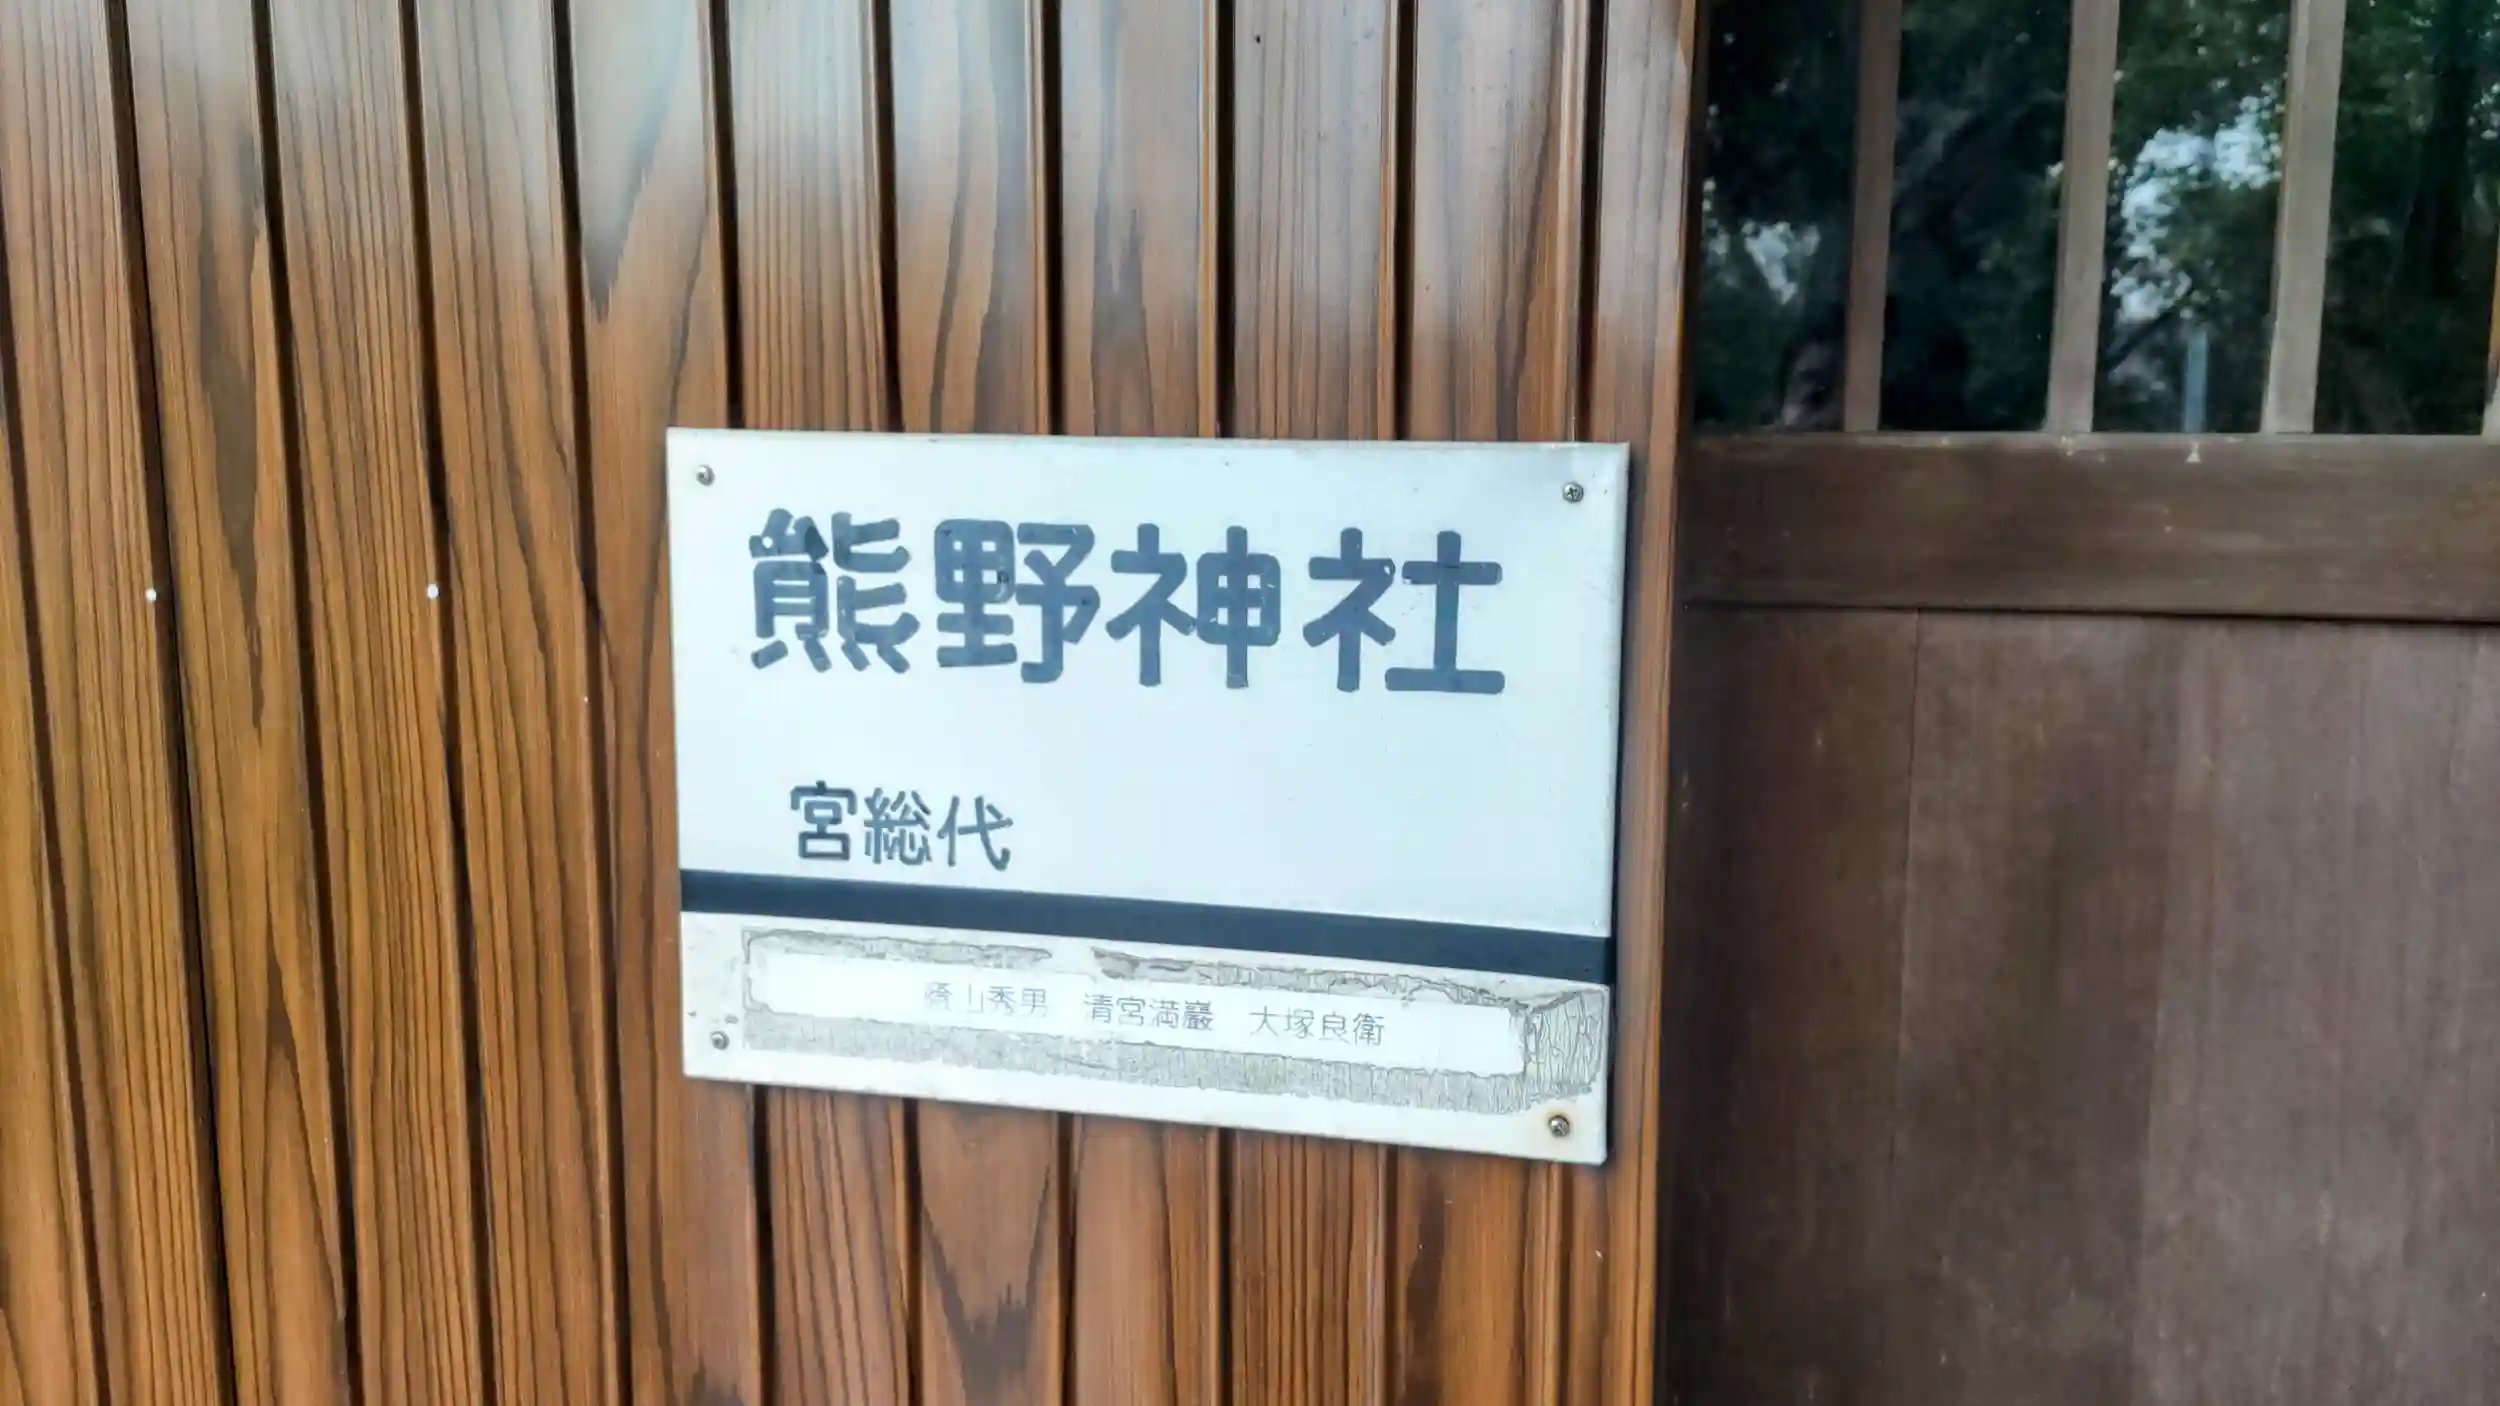 熊野神社
宮総代
山秀男　清宮満巖　大塚良衛